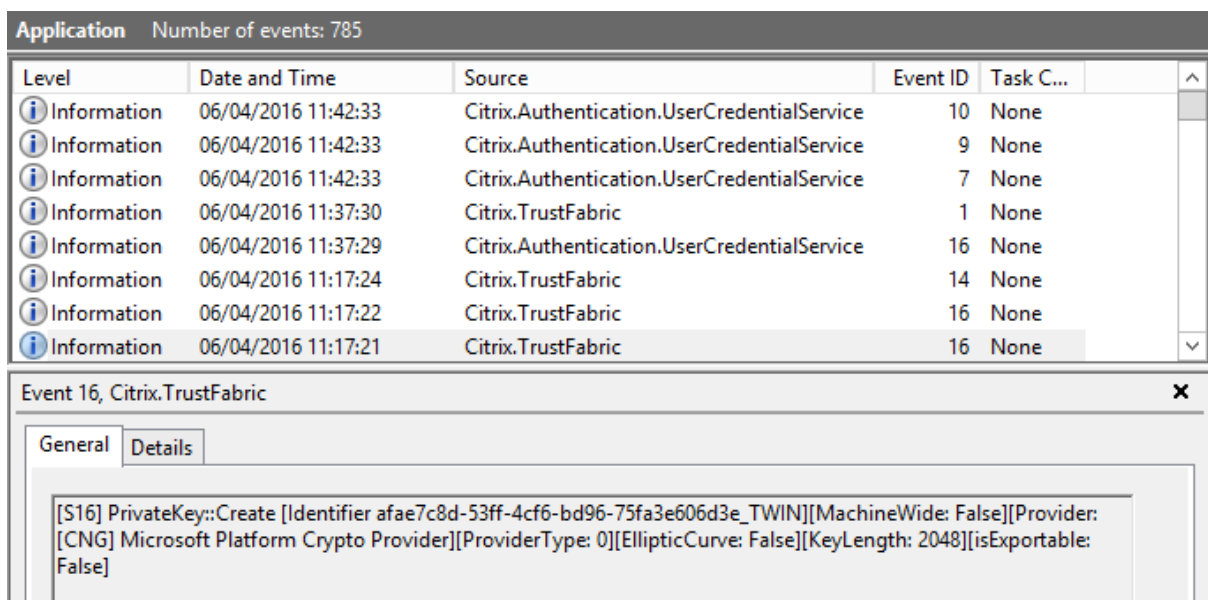 Application Number of events: 785
Level Date and Time Source Event ID Task C...
Information 06/04/2016 11:42:33 Citrix.Authentication.UserCredentialService 10 None
Information 06/04/2016 11:42:33 Citrix.Authentication.UserCredentialService 9 None
Information 06/04/2016 11:42:33 Citrix.Authentication.UserCredentialService 7 None
Information 06/04/2016 11:37:30 Citrix.TrustFabric 1 None
Information 06/04/2016 11:37:29 Citrix.Authentication.UserCredentialService 16 None
Information 06/04/2016 11:17:24 Citrix.TrustFabric 14 None
Information 06/04/2016 11:17:22 Citrix.TrustFabric 16 None
Information 06/04/2016 11:17:21 Citrix.TrustFabric 16 None
Event 16, Citrix.TrustFabric
General Details
[S16] PrivateKey::Create [Identifier afae7c8d-53ff-4cf6-bd96-75fa3e606d3e_TWIN][MachineWide: False][Provider:
[CNG] Microsoft Platform Crypto Provider][ProviderType: 0][EllipticCurve: False][KeyLength: 2048][isExportable:
False]